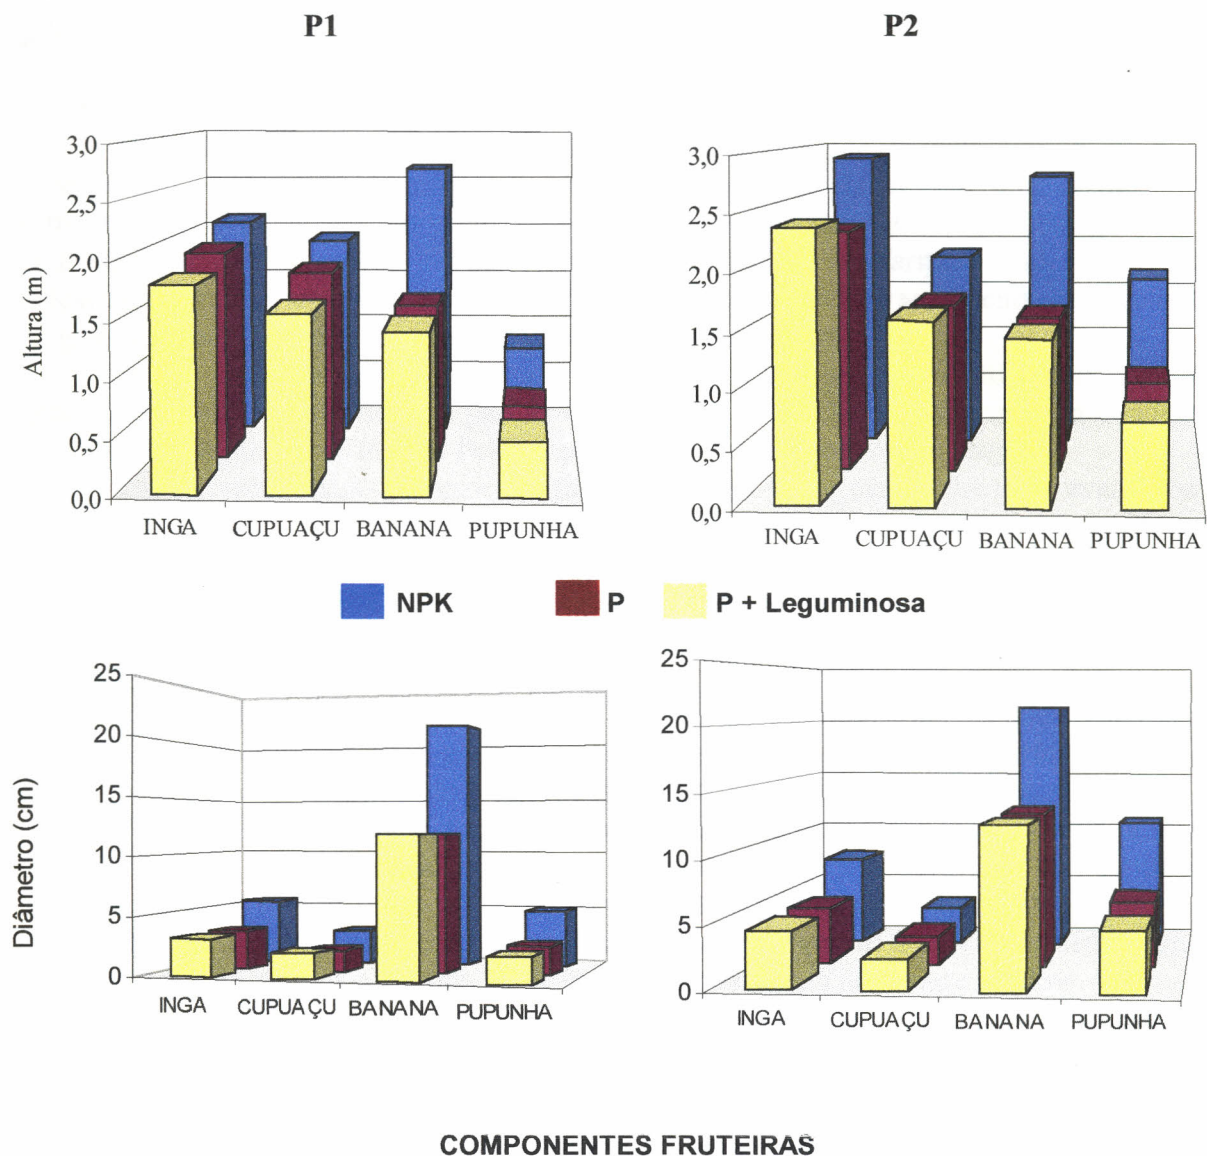 P1 P2
3,0
2,5
2,0
1,5
1,0
0,5
0,0
Altura (m)
INGA CUPUAÇU BANANA PUPUNHA
3,0
2,5
2,0
1,5
1,0
0,5
0,0
INGA CUPUAÇU BANANA PUPUNHA
NPK P P + Leguminosa
25
20
15
10
5
0
Diâmetro (cm)
INGA CUPUAÇU BANANA PUPUNHA
25
20
15
10
5
0
INGA CUPUAÇU BANANA PUPUNHA
COMPONENTES FRUTEIRAS